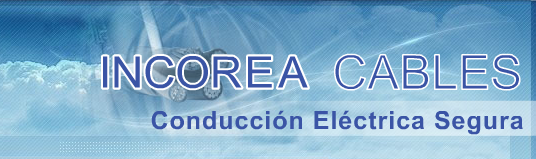 INCOREA CABLES
Conducción Eléctrica Segura